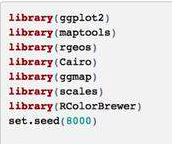 library(ggplot2)
library(maptools)
library(rgeos)
library(Cairo)
library(ggmap)
library(scales)
library(RColorBrewer)
set.seed(8000)